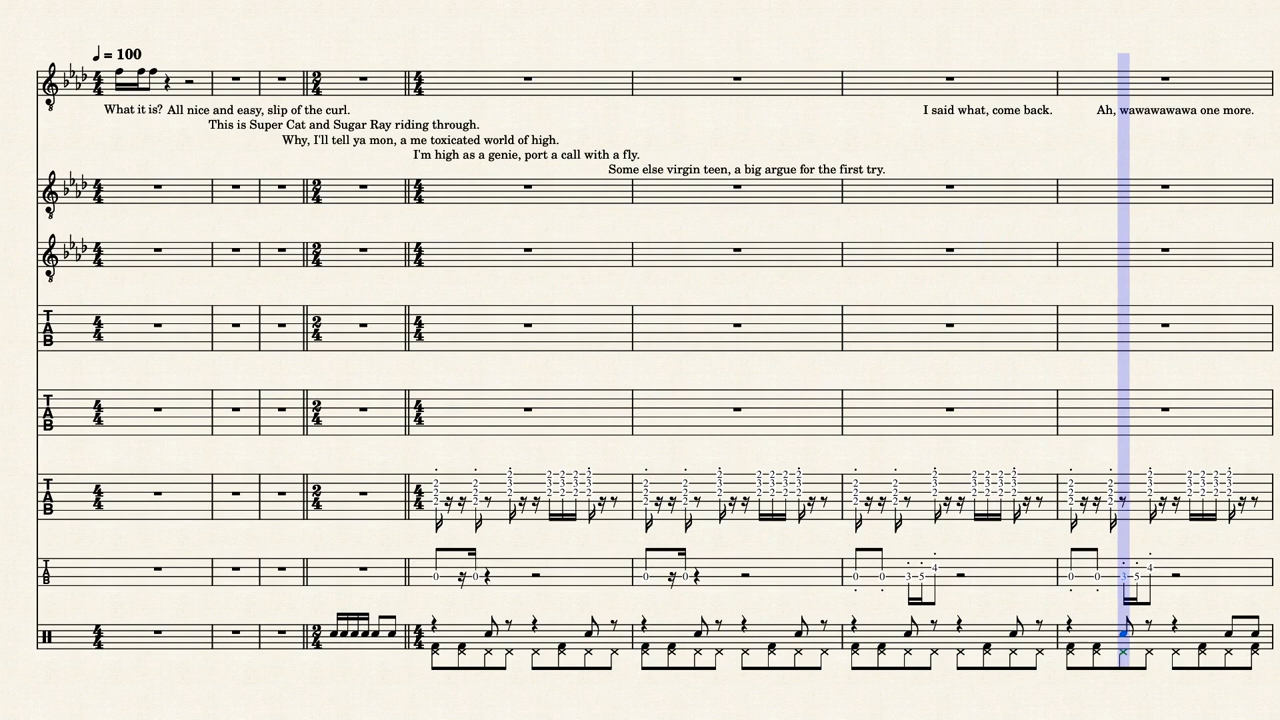 ♩ = 100
What it is? All nice and easy, slip of the curl.
I said what, come back.
Ah, wawawawawa one more.
This is Super Cat and Sugar Ray riding through.
Why, I'll tell ya mon, a me toxicated world of high.
I'm high as a genie, port a call with a fly.
Some else virgin teen, a big argue for the first try.